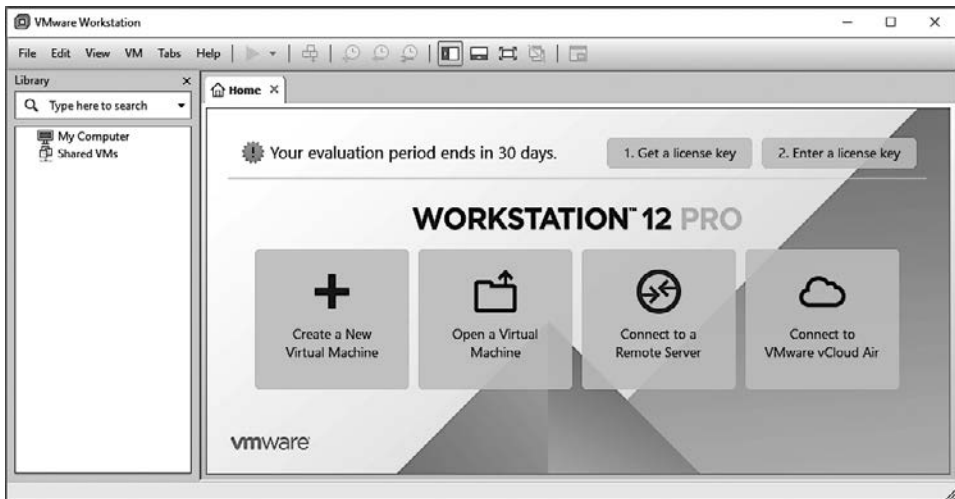 VMware Workstation
File Edit View VM Tabs Help
Library
Type here to search
My Computer
Shared VMs
Home
Your evaluation period ends in 30 days.
1. Get a license key
2. Enter a license key
WORKSTATION™ 12 PRO
Create a New
Virtual Machine
Open a Virtual
Machine
Connect to a
Remote Server
Connect to
VMware vCloud Air
vmware